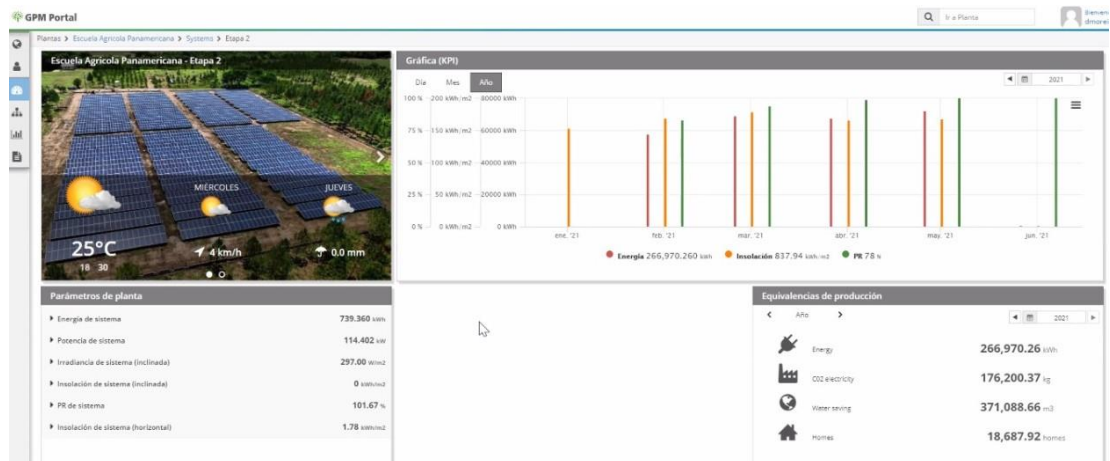 GPM Portal
Ir a Planta
Plantas > Escuela Agricola Panamericana > Systems > Etapa 2
Escuela Agricola Panamericana - Etapa 2
MIÉRCOLES
JUEVES
25°C
18 30
4 km/h
0.0 mm
Gráfica (KPI)
Día Mes Año
2021
100 % 200 kWh/m2 80000 kWh
75 % 150 kWh/m2 60000 kWh
50 % 100 kWh/m2 40000 kWh
25 % 50 kWh/m2 20000 kWh
0 % 0 kWh/m2 0 kWh
ene. '21 feb. '21 mar. '21 abr. '21 may. '21 jun. '21
Energía 266,970.260 kWh Insolación 837.94 kWh/m2 PR 78 %
Parámetros de planta
Energía de sistema 739.360 kWh
Potencia de sistema 114.402 kW
Irradiancia de sistema (inclinada) 297.00 W/m2
Insolación de sistema (inclinada) 0 kWh/m2
PR de sistema 101.67 %
Insolación de sistema (horizontal) 1.78 kWh/m2
Equivalencias de producción
Año
2021
Energy 266,970.26 kWh
CO2 electricity 176,200.37 kg
Water saving 371,088.66 m3
Homes 18,687.92 homes